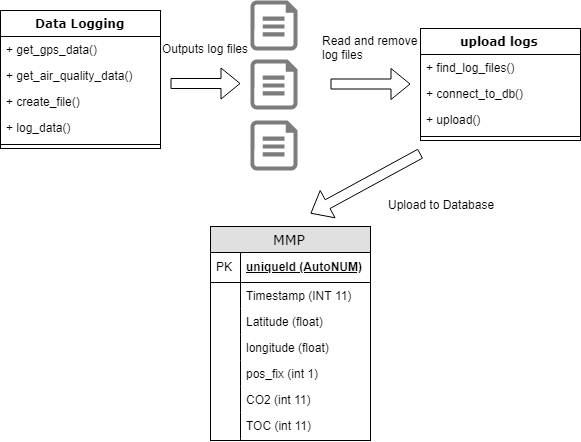 Data Logging
+ get_gps_data()
+ get_air_quality_data()
+ create_file()
+ log_data()
Outputs log files
Read and remove
log files
upload logs
+ find_log_files()
+ connect_to_db()
+ upload()
Upload to Database
MMP
PK uniqueId (AutoNUM)
Timestamp (INT 11)
Latitude (float)
longitude (float)
pos_fix (int 1)
CO2 (int 11)
TOC (int 11)